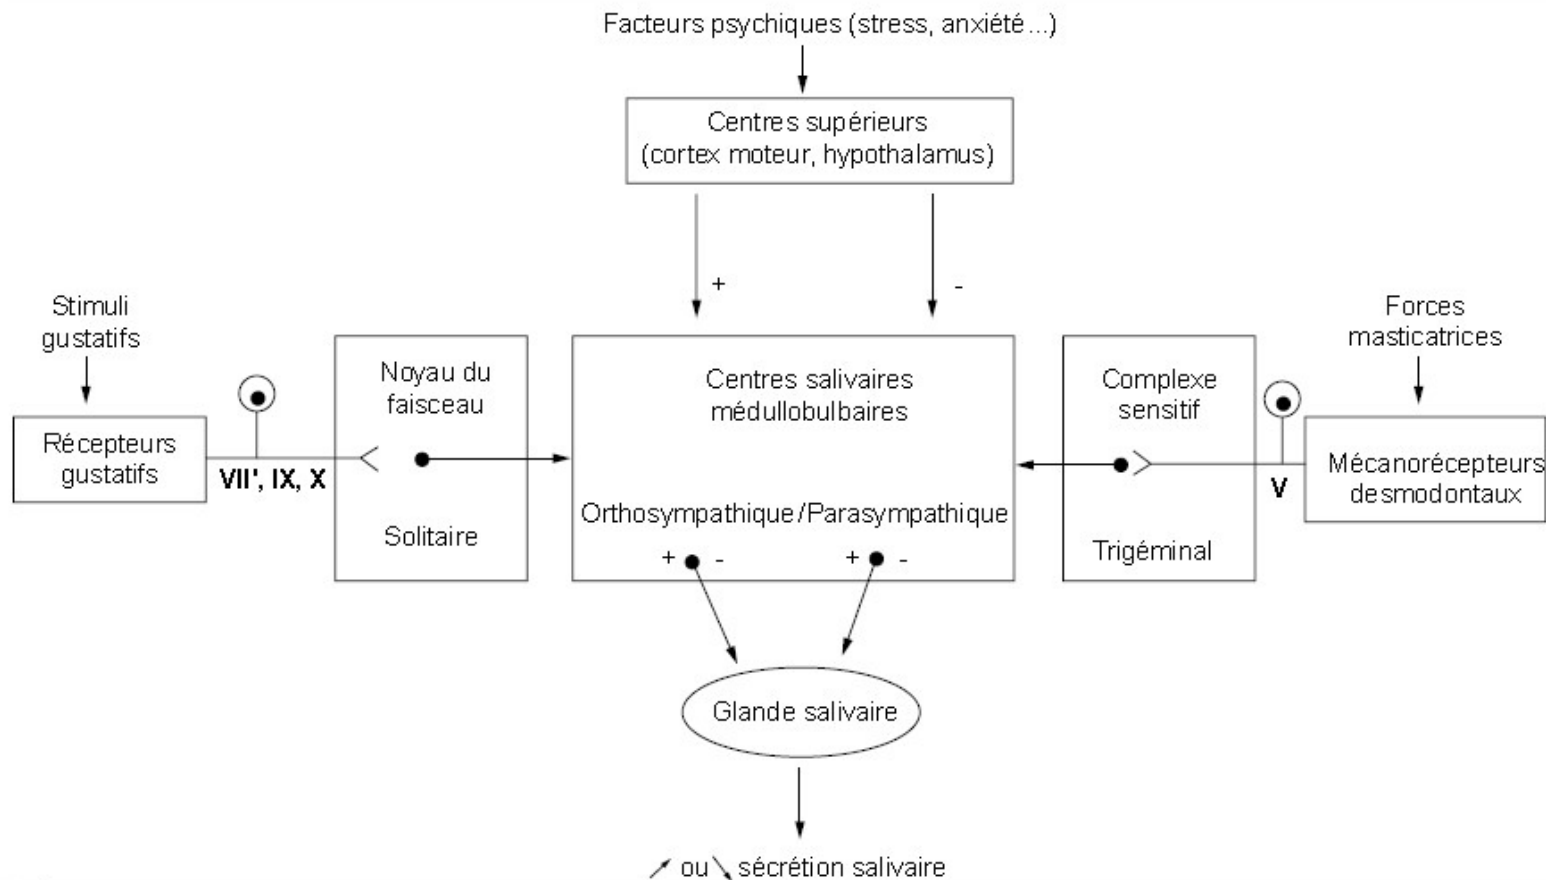 Facteurs psychiques (stress, anxiété...)
Centres supérieurs
(cortex moteur, hypothalamus)
+
-
Stimuli
gustatifs
Récepteurs
gustatifs
VII', IX, X
Noyau du
faisceau
Solitaire
Centres salivaires
médullobulbaires
Orthosympathique/Parasympathique
+ - + -
Complexe
sensitif
Trigéminal
V
Forces
masticatrices
Mécanorécepteurs
desmodontaux
Glande salivaire
↗ ou ↘ sécrétion salivaire